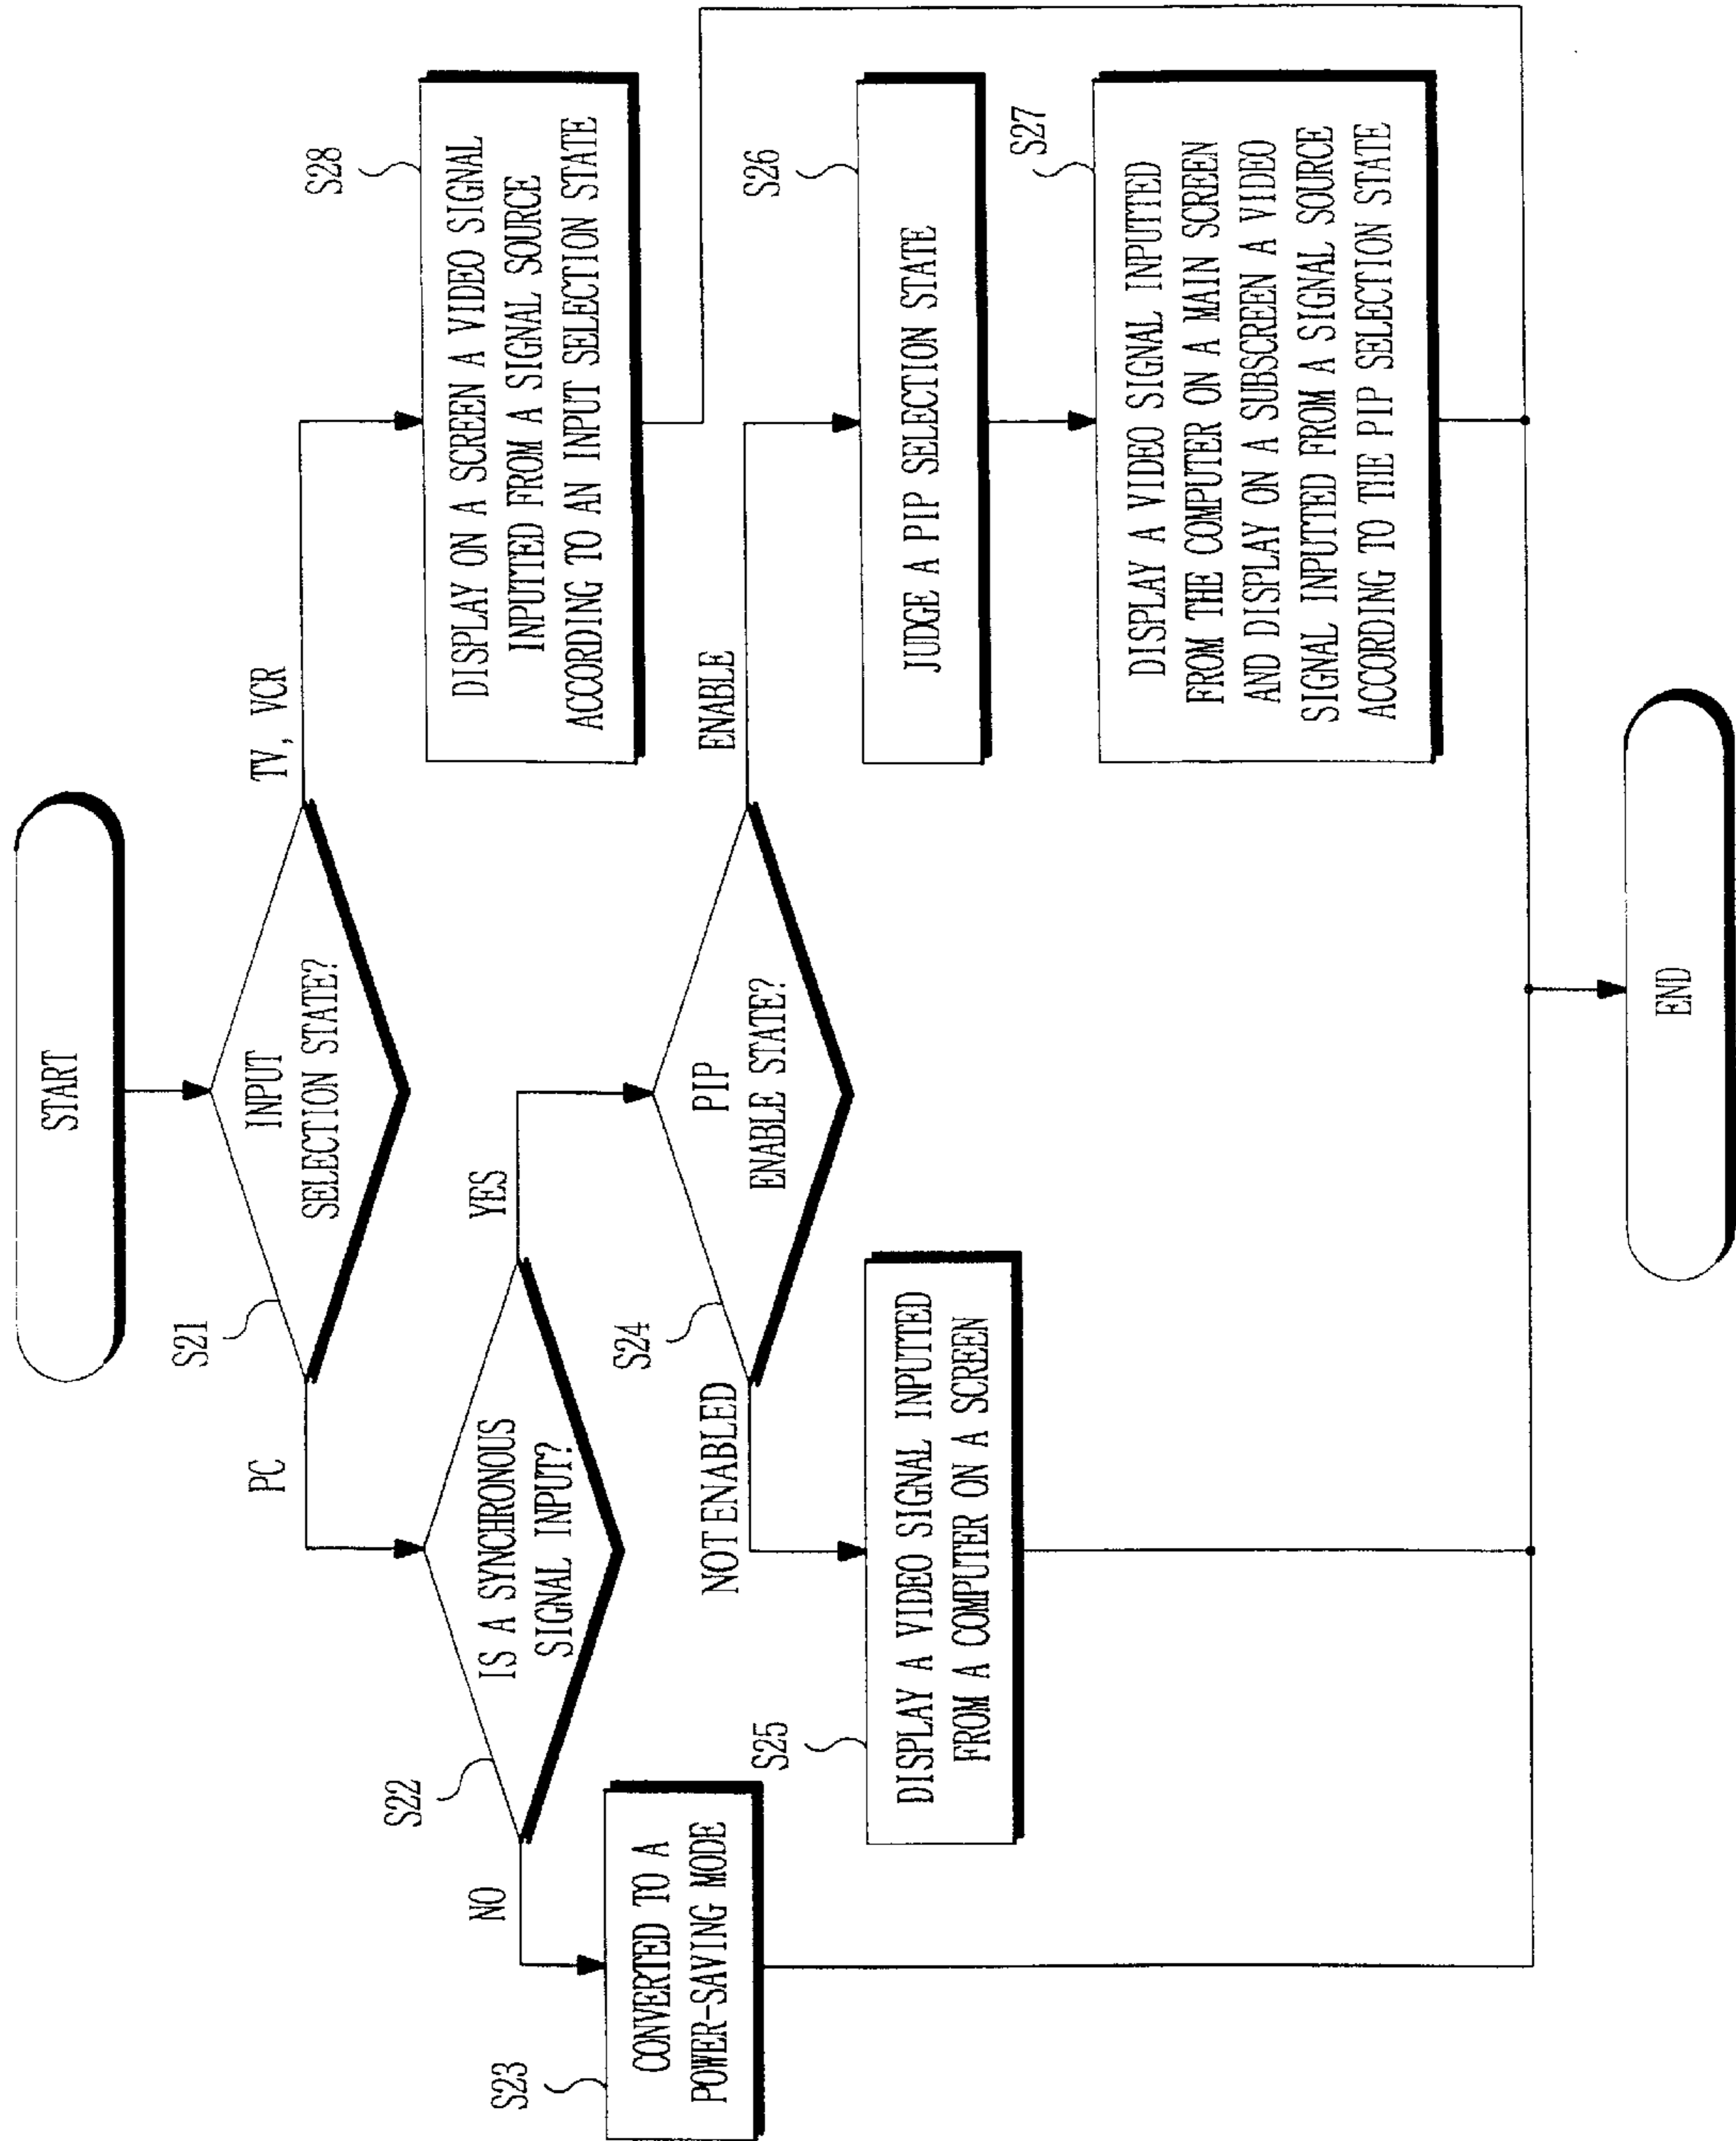 START
S21
INPUT
SELECTION STATE?
PC
TV, VCR
S28
DISPLAY ON A SCREEN A VIDEO SIGNAL
INPUTTED FROM A SIGNAL SOURCE
ACCORDING TO AN INPUT SELECTION STATE
S22
IS A SYNCHRONOUS
SIGNAL INPUT?
NO
YES
S23
CONVERTED TO A
POWER-SAVING MODE
S24
PIP
ENABLE STATE?
NOT ENABLED
ENABLE
S25
DISPLAY A VIDEO SIGNAL INPUTED
FROM A COMPUTER ON A SCREEN
S26
JUDGE A PIP SELECTION STATE
S27
DISPLAY A VIDEO SIGNAL INPUTTED
FROM THE COMPUTER ON A MAIN SCREEN
AND DISPLAY ON A SUBSCREEN A VIDEO
SIGNAL INPUTED FROM A SIGNAL SOURCE
ACCORDING TO THE PIP SELECTION STATE
END